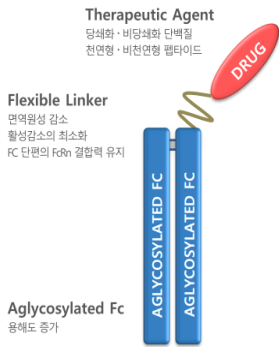 Therapeutic Agent
당쇄화 · 비당쇄화 단백질
천연형 · 비천연형 펩타이드
DRUG
Flexible Linker
면역원성 감소
활성감소의 최소화
FC 단편의 FcRn 결합력 유지
AGLYCOSYLATED FC
AGLYCOSYLATED FC
Aglycosylated Fc
용해도 증가